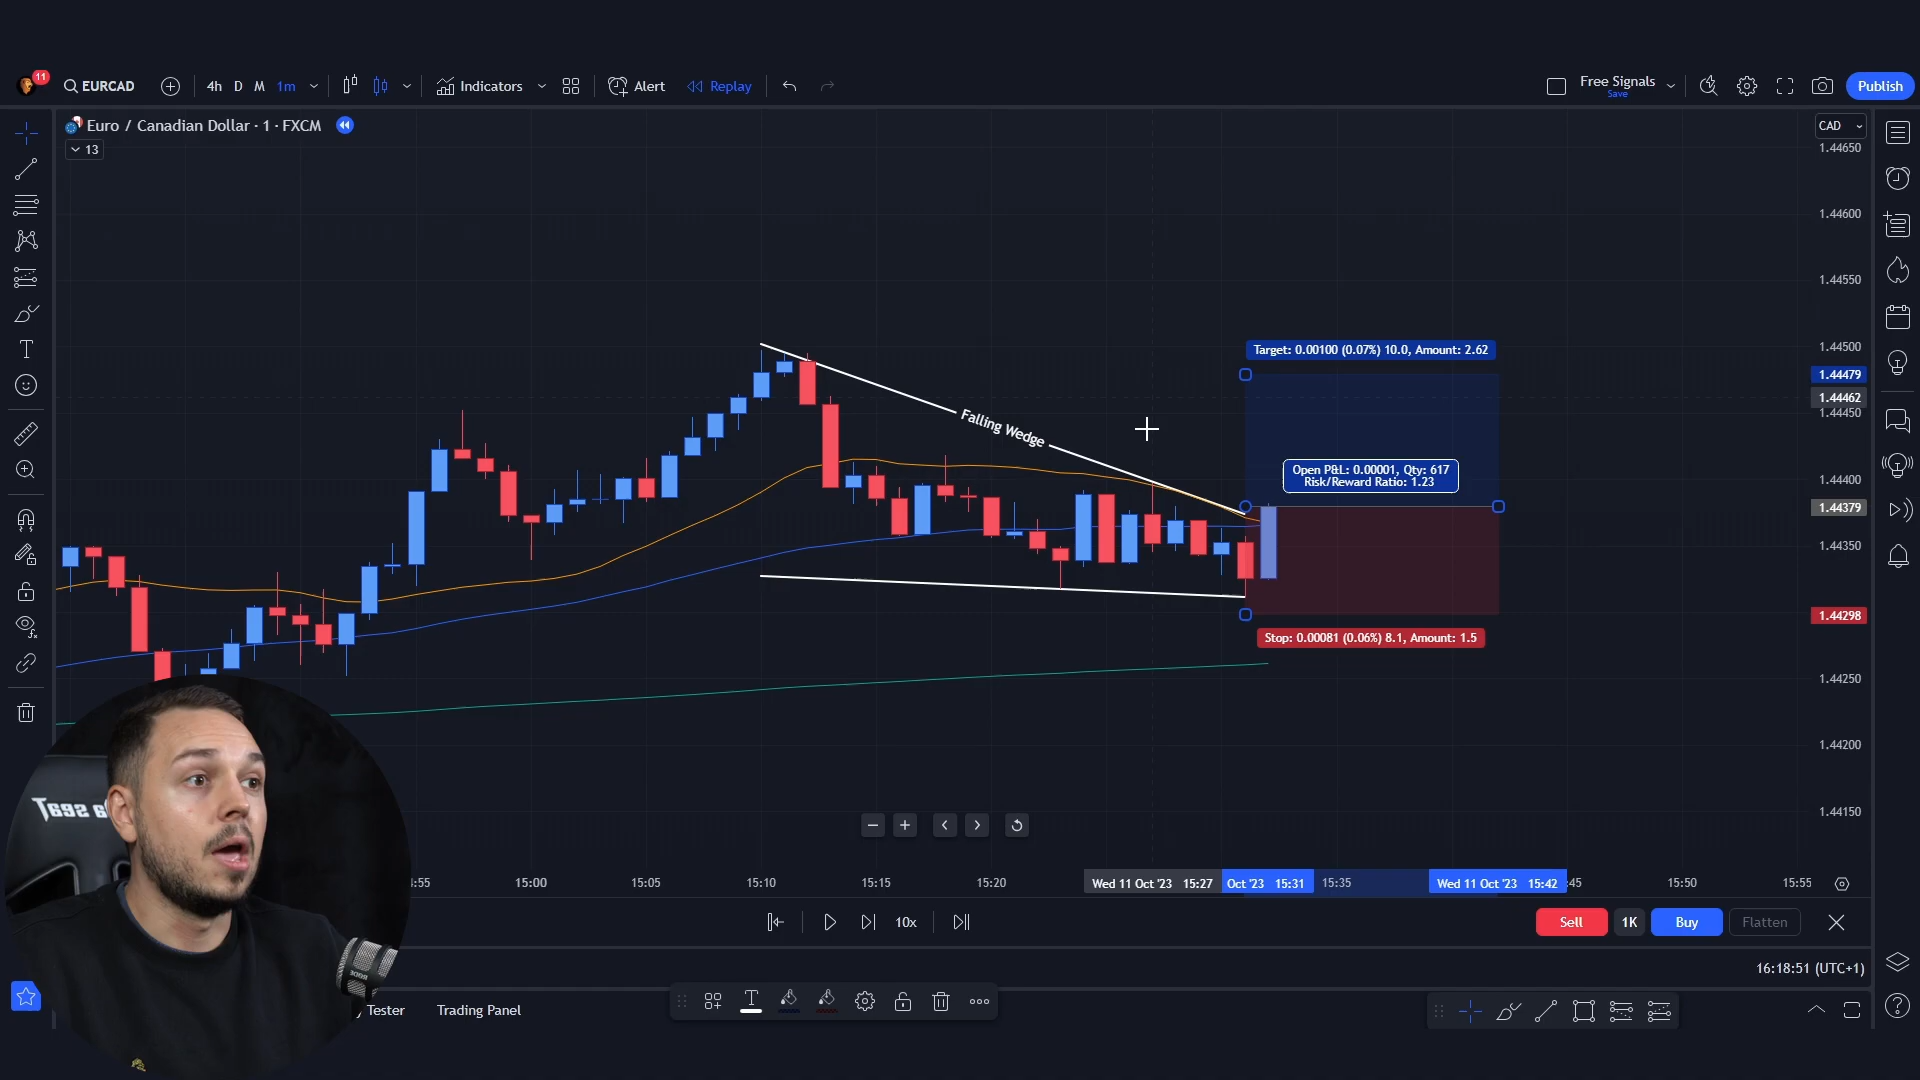 11
EURCAD
4h D M 1m
Indicators
Alert
Replay
Free Signals
Save
Publish
Euro / Canadian Dollar · 1 · FXCM
13
CAD
1.44650
1.44600
1.44550
1.44500
1.44479
1.44462
1.44450
1.44400
1.44379
1.44350
1.44298
1.44250
1.44200
1.44150
Target: 0.00100 (0.07%) 10.0, Amount: 2.62
Falling Wedge
Open P&L: 0.00001, Qty: 617
Risk/Reward Ratio: 1.23
Stop: 0.00081 (0.06%) 8.1, Amount: 1.5
:55 15:00 15:05 15:10 15:15 15:20 Wed 11 Oct '23 15:27 Oct '23 15:31 15:35 Wed 11 Oct '23 15:42 :45 15:50 15:55
10x
Sell
1K
Buy
Flatten
16:18:51 (UTC+1)
Tester
Trading Panel
RODE